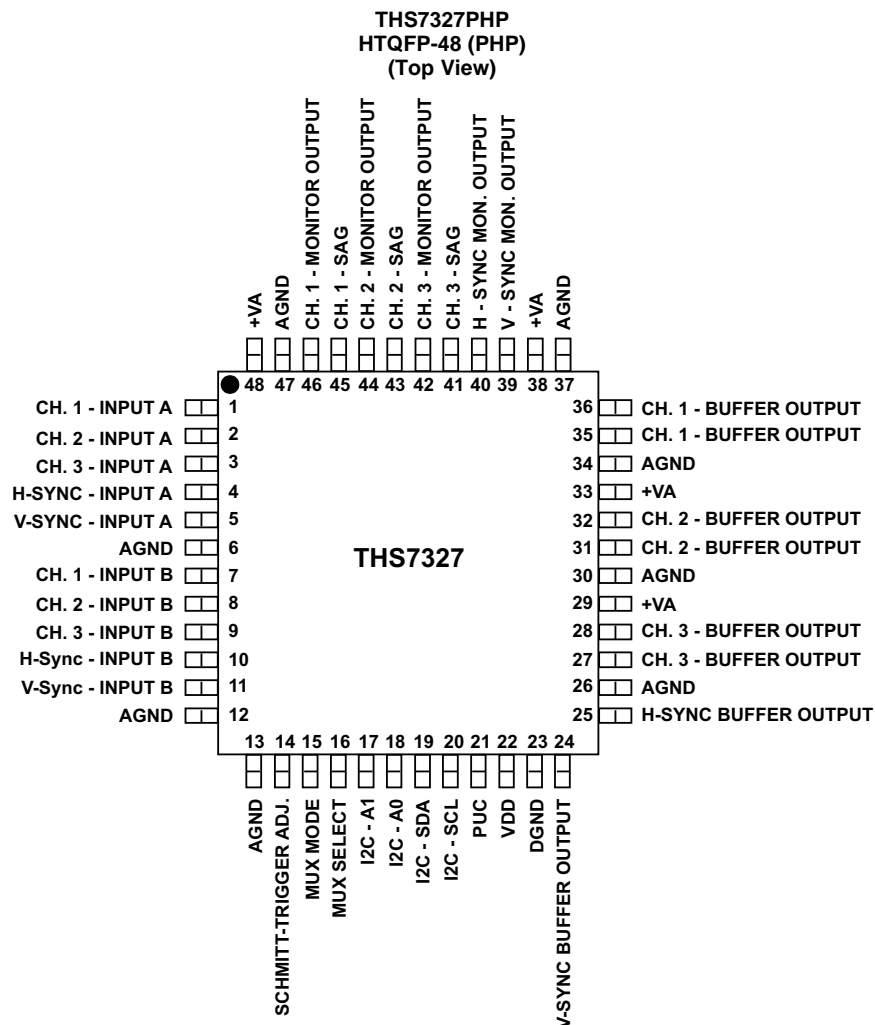 THS7327PHP
HTQFP-48 (PHP)
(Top View)
+VA
AGND
CH. 1 - MONITOR OUTPUT
CH. 1 - SAG
CH. 2 - MONITOR OUTPUT
CH. 2 - SAG
CH. 3 - MONITOR OUTPUT
CH. 3 - SAG
H - SYNC MON. OUTPUT
V - SYNC MON. OUTPUT
+VA
AGND
48 47 46 45 44 43 42 41 40 39 38 37
CH. 1 - INPUT A 1
CH. 2 - INPUT A 2
CH. 3 - INPUT A 3
H-SYNC - INPUT A 4
V-SYNC - INPUT A 5
AGND 6
CH. 1 - INPUT B 7
CH. 2 - INPUT B 8
CH. 3 - INPUT B 9
H-Sync - INPUT B 10
V-Sync - INPUT B 11
AGND 12
THS7327
36 CH. 1 - BUFFER OUTPUT
35 CH. 1 - BUFFER OUTPUT
34 AGND
33 +VA
32 CH. 2 - BUFFER OUTPUT
31 CH. 2 - BUFFER OUTPUT
30 AGND
29 +VA
28 CH. 3 - BUFFER OUTPUT
27 CH. 3 - BUFFER OUTPUT
26 AGND
25 H-SYNC BUFFER OUTPUT
13 14 15 16 17 18 19 20 21 22 23 24
AGND
SCHMITT-TRIGGER ADJ.
MUX MODE
MUX SELECT
I2C - A1
I2C - A0
I2C - SDA
I2C - SCL
PUC
VDD
DGND
V-SYNC BUFFER OUTPUT